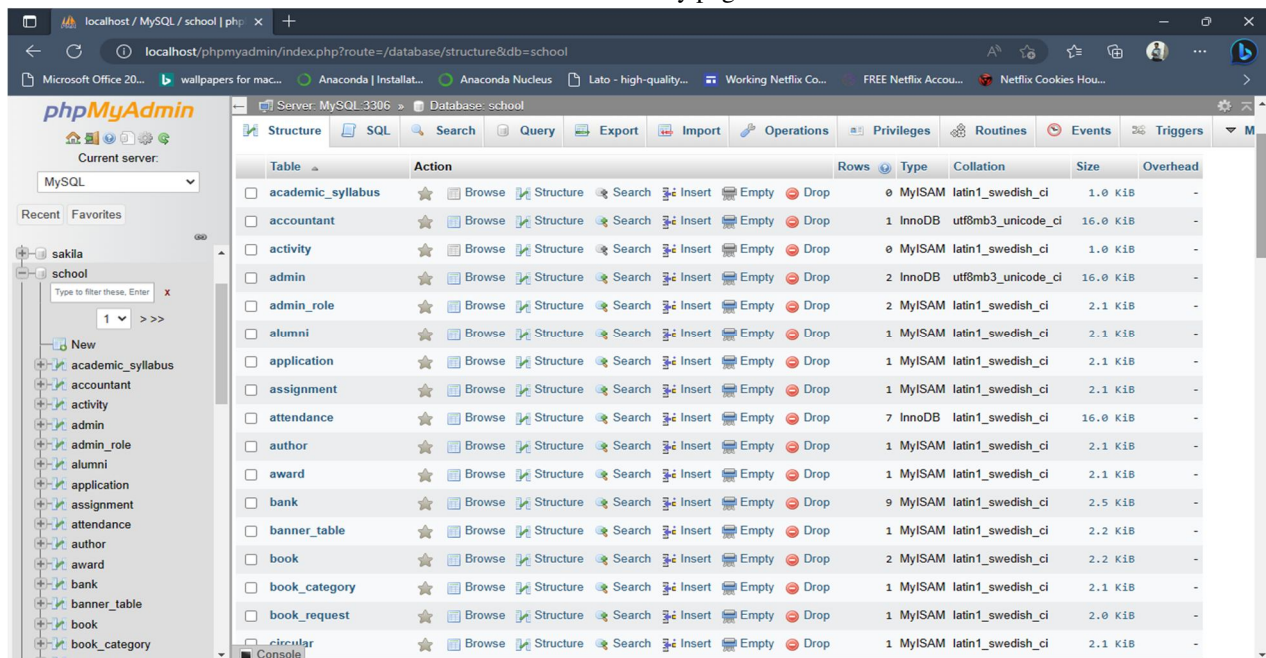 localhost / MySQL / school | php
localhost/phpmyadmin/index.php?route=/database/structure&db=school
Microsoft Office 20... wallpapers for mac... Anaconda | Installat... Anaconda Nucleus Lato - high-quality... Working Netflix Co... FREE Netflix Accou... Netflix Cookies Hou...
phpMyAdmin
Current server:
MySQL
Recent Favorites
sakila
school
Type to filter these, Enter X
1 >>>
New
academic_syllabus
accountant
activity
admin
admin_role
alumni
application
assignment
attendance
author
award
bank
banner_table
book
book_category
Server: MySQL:3306 » Database: school
Structure SQL Search Query Export Import Operations Privileges Routines Events Triggers M
Table Action Rows Type Collation Size Overhead
academic_syllabus Browse Structure Search Insert Empty Drop 0 MyISAM latin1_swedish_ci 1.0 KiB -
accountant Browse Structure Search Insert Empty Drop 1 InnoDB utf8mb3_unicode_ci 16.0 KiB -
activity Browse Structure Search Insert Empty Drop 0 MyISAM latin1_swedish_ci 1.0 KiB -
admin Browse Structure Search Insert Empty Drop 2 InnoDB utf8mb3_unicode_ci 16.0 KiB -
admin_role Browse Structure Search Insert Empty Drop 2 MyISAM latin1_swedish_ci 2.1 KiB -
alumni Browse Structure Search Insert Empty Drop 1 MyISAM latin1_swedish_ci 2.1 KiB -
application Browse Structure Search Insert Empty Drop 1 MyISAM latin1_swedish_ci 2.1 KiB -
assignment Browse Structure Search Insert Empty Drop 1 MyISAM latin1_swedish_ci 2.1 KiB -
attendance Browse Structure Search Insert Empty Drop 7 InnoDB latin1_swedish_ci 16.0 KiB -
author Browse Structure Search Insert Empty Drop 1 MyISAM latin1_swedish_ci 2.1 KiB -
award Browse Structure Search Insert Empty Drop 1 MyISAM latin1_swedish_ci 2.1 KiB -
bank Browse Structure Search Insert Empty Drop 9 MyISAM latin1_swedish_ci 2.5 KiB -
banner_table Browse Structure Search Insert Empty Drop 1 MyISAM latin1_swedish_ci 2.2 KiB -
book Browse Structure Search Insert Empty Drop 2 MyISAM latin1_swedish_ci 2.2 KiB -
book_category Browse Structure Search Insert Empty Drop 1 MyISAM latin1_swedish_ci 2.1 KiB -
book_request Browse Structure Search Insert Empty Drop 1 MyISAM latin1_swedish_ci 2.0 KiB -
circular Browse Structure Search Insert Empty Drop 1 MyISAM latin1_swedish_ci 2.1 KiB -
Console